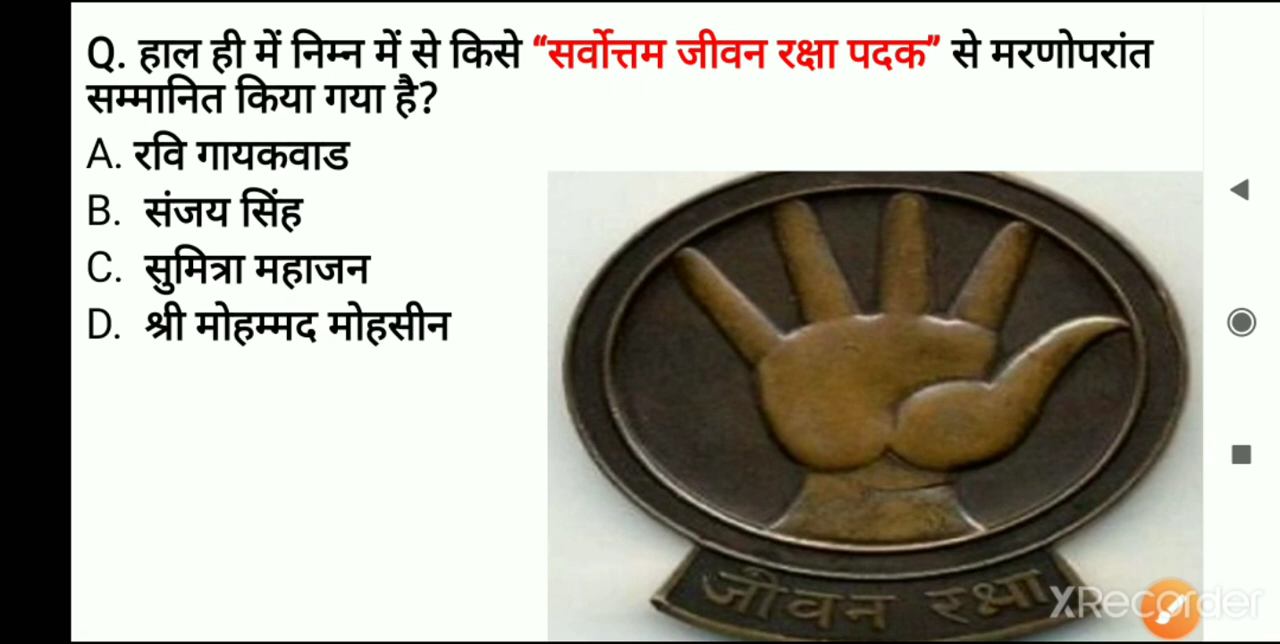 Q. हाल ही में निम्न में से किसे “सर्वोत्तम जीवन रक्षा पदक” से मरणोपरांत
सम्मानित किया गया है?
A. रवि गायकवाड
B. संजय सिंह
C. सुमित्रा महाजन
D. श्री मोहम्मद मोहसीन
जीवन रक्षा
XRecorder